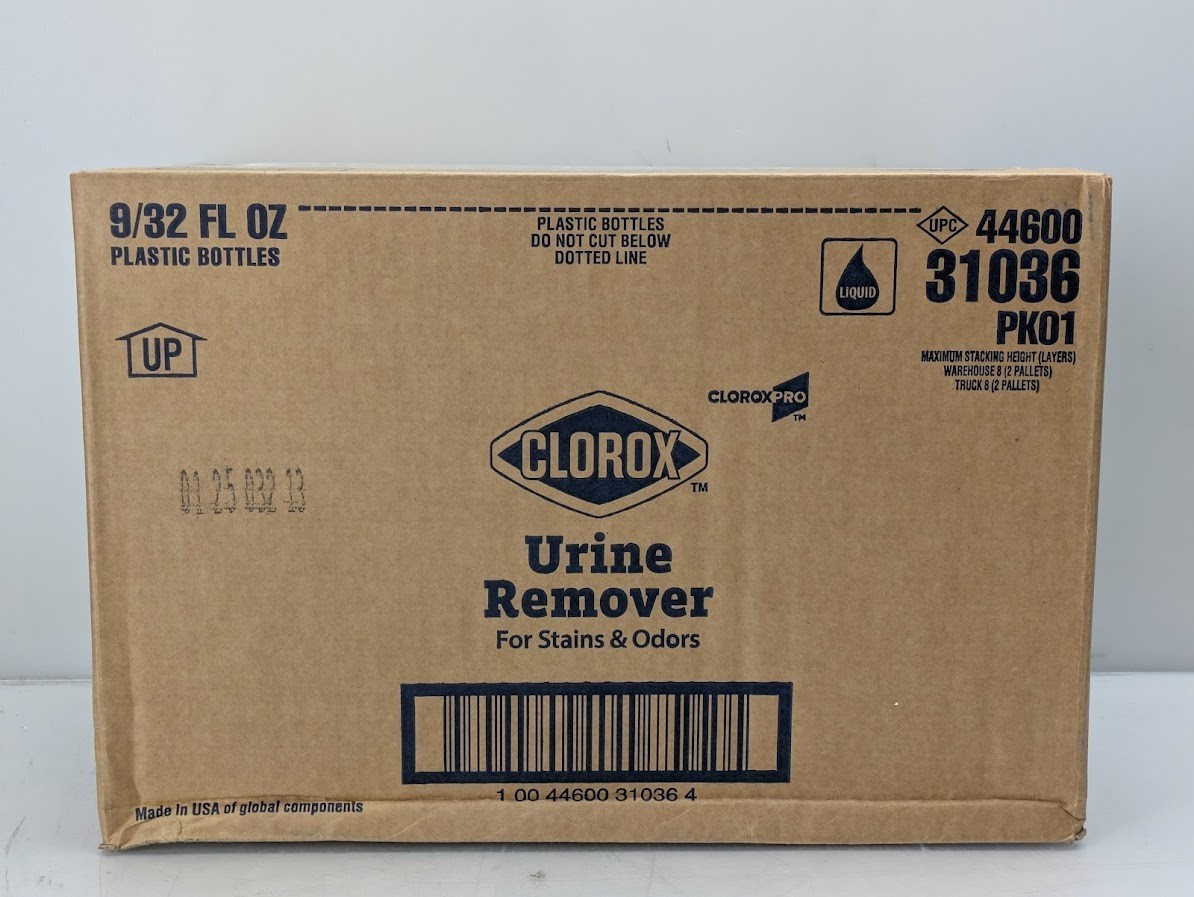 9/32 FL OZ
PLASTIC BOTTLES
PLASTIC BOTTLES
DO NOT CUT BELOW
DOTTED LINE
UPC 44600
31036
PK01
LIQUID
MAXIMUM STACKING HEIGHT (LAYERS)
WAREHOUSE 8 (2 PALLETS)
TRUCK 8 (2 PALLETS)
UP
CLOROXPRO
TM
CLOROX
TM
01 25 032 13
Urine
Remover
For Stains & Odors
1 00 44600 31036 4
Made in USA of global components